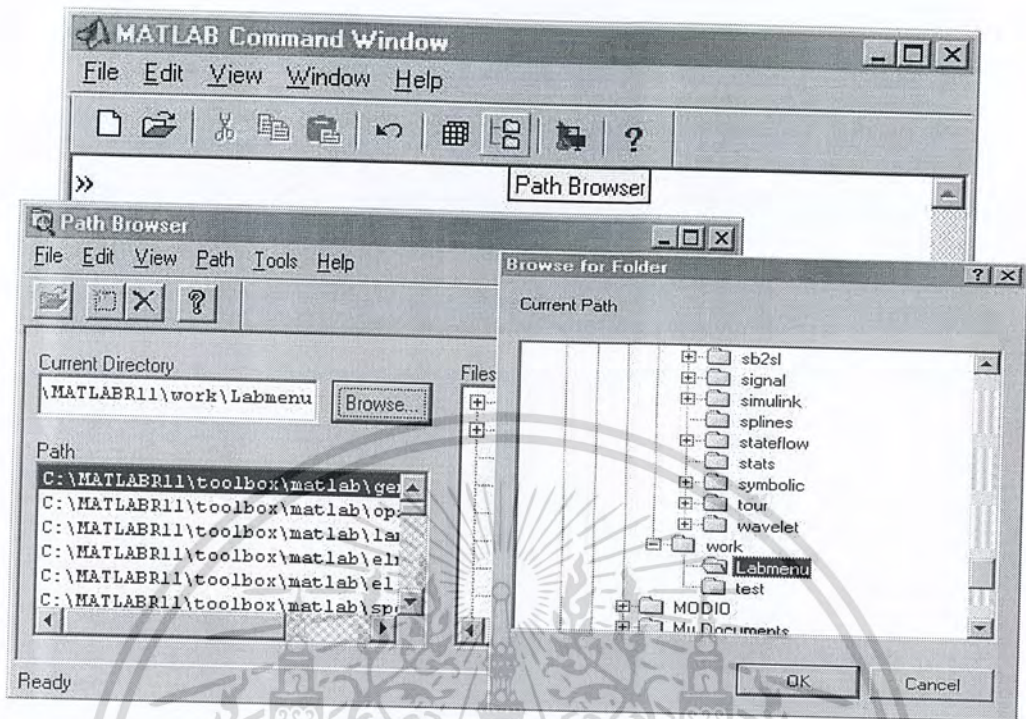 MATLAB Command Window
File Edit View Window Help
?
»
Path Browser
Path Browser
File Edit View Path Tools Help
?
Current Directory
\MATLABR11\work\Labmenu
Browse...
Files
Path
C:\MATLABR11\toolbox\matlab\ge
C:\MATLABR11\toolbox\matlab\op
C:\MATLABR11\toolbox\matlab\la
C:\MATLABR11\toolbox\matlab\el
C:\MATLABR11\toolbox\matlab\el
C:\MATLABR11\toolbox\matlab\sp
Ready
Browse for Folder
Current Path
sb2sl
signal
simulink
splines
stateflow
stats
symbolic
tour
wavelet
work
Labmenu
test
MODIO
My Documents
OK
Cancel